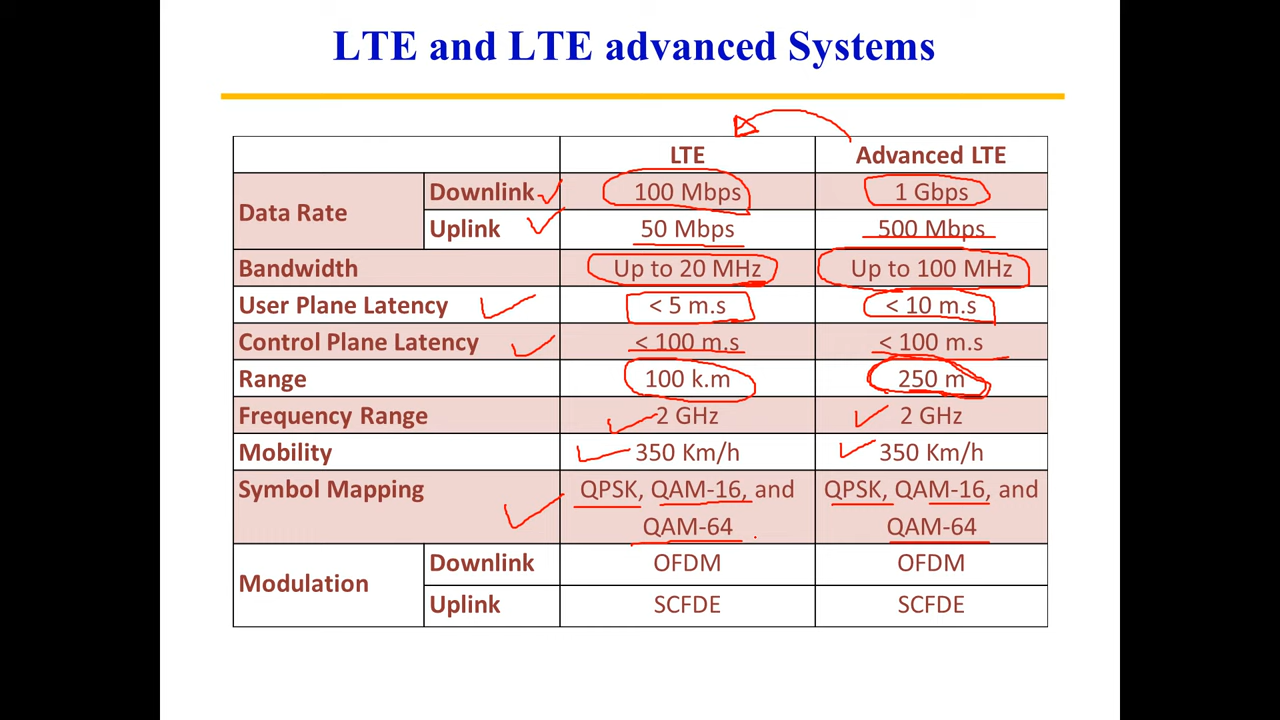 LTE and LTE advanced Systems
LTE Advanced LTE
Data Rate Downlink 100 Mbps 1 Gbps
Uplink 50 Mbps 500 Mbps
Bandwidth Up to 20 MHz Up to 100 MHz
User Plane Latency < 5 m.s < 10 m.s
Control Plane Latency < 100 m.s < 100 m.s
Range 100 k.m 250 m
Frequency Range 2 GHz 2 GHz
Mobility 350 Km/h 350 Km/h
Symbol Mapping QPSK, QAM-16, and QPSK, QAM-16, and
QAM-64 QAM-64
Modulation Downlink OFDM OFDM
Uplink SCFDE SCFDE